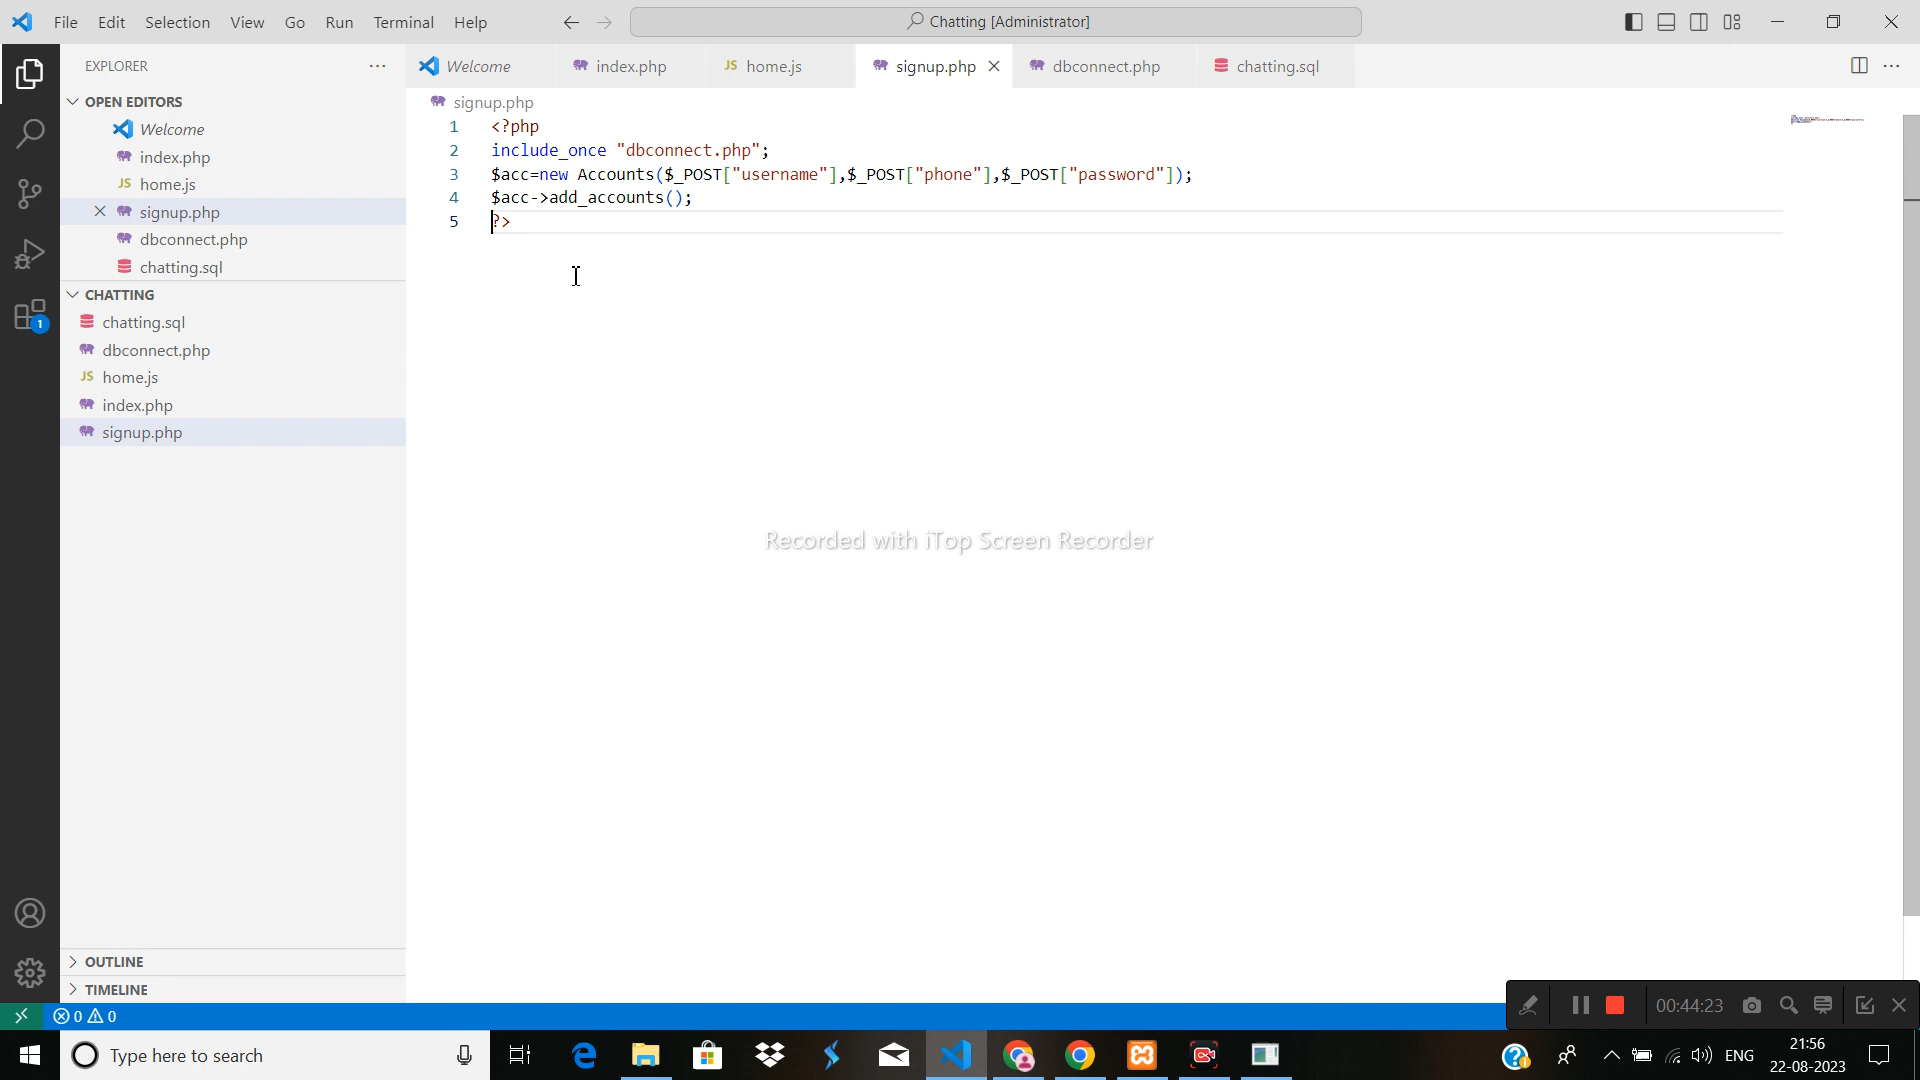 File Edit Selection View Go Run Terminal Help
Chatting [Administrator]
EXPLORER
Welcome
index.php
JS home.js
signup.php
dbconnect.php
chatting.sql
OPEN EDITORS
Welcome
index.php
JS home.js
signup.php
dbconnect.php
chatting.sql
CHATTING
chatting.sql
dbconnect.php
JS home.js
index.php
signup.php
OUTLINE
TIMELINE
signup.php
1 <?php
2 include_once "dbconnect.php";
3 $acc=new Accounts($_POST["username"],$_POST["phone"],$_POST["password"]);
4 $acc->add_accounts();
5 ?>
Recorded with iTop Screen Recorder
1
0 0
00:44:23
Type here to search
ENG
21:56
22-08-2023